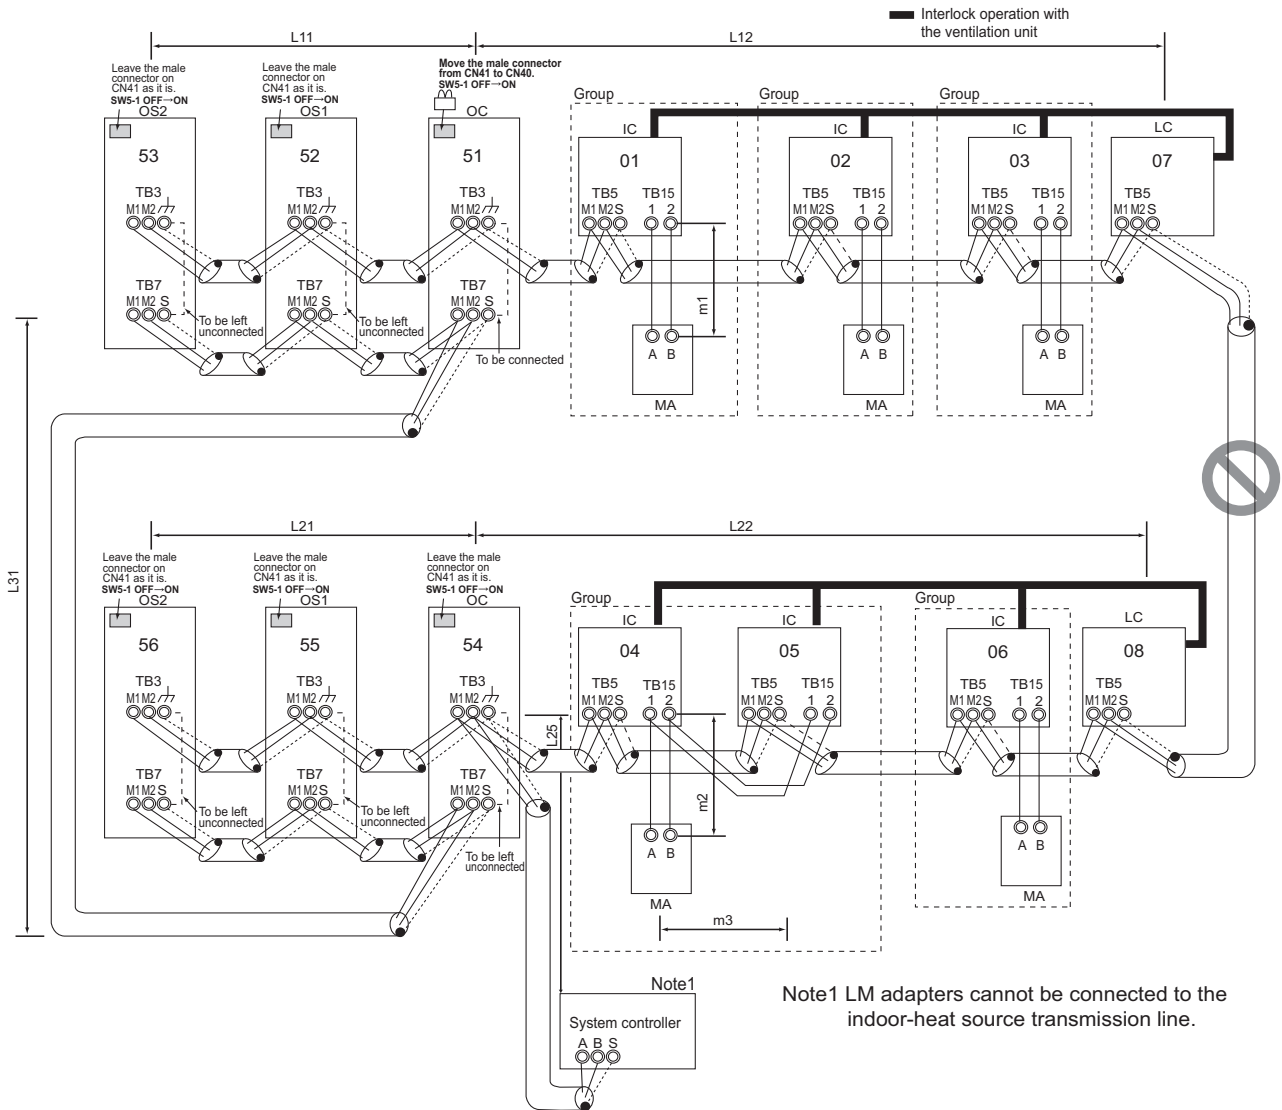 Interlock operation with
the ventilation unit
L11
L12
Leave the male
connector on
CN41 as it is.
SW5-1 OFF→ON
OS2
Leave the male
connector on
CN41 as it is.
SW5-1 OFF→ON
OS1
Move the male connector
from CN41 to CN40.
SW5-1 OFF→ON
OC
Group
Group
Group
IC
IC
IC
LC
53
52
51
01
02
03
07
TB3
M1 M2
TB3
M1 M2
TB3
M1 M2
TB5
M1 M2 S
TB15
1 2
TB5
M1 M2 S
TB15
1 2
TB5
M1 M2 S
TB15
1 2
TB5
M1 M2 S
TB7
M1 M2 S
TB7
M1 M2 S
TB7
M1 M2 S
To be left
unconnected
To be left
unconnected
To be connected
m1
A B
MA
A B
MA
A B
MA
L31
L21
L22
Leave the male
connector on
CN41 as it is.
SW5-1 OFF→ON
OS2
Leave the male
connector on
CN41 as it is.
SW5-1 OFF→ON
OS1
Leave the male
connector on
CN41 as it is.
SW5-1 OFF→ON
OC
Group
Group
IC
IC
IC
LC
56
55
54
04
05
06
08
TB3
M1 M2
TB3
M1 M2
TB3
M1 M2
TB5
M1 M2 S
TB15
1 2
TB5
M1 M2 S
TB15
1 2
TB5
M1 M2 S
TB15
1 2
TB5
M1 M2 S
L25
TB7
M1 M2 S
TB7
M1 M2 S
TB7
M1 M2 S
To be left
unconnected
To be left
unconnected
To be left
unconnected
m2
A B
MA
A B
MA
m3
Note1
System controller
A B S
Note1 LM adapters cannot be connected to the
indoor-heat source transmission line.